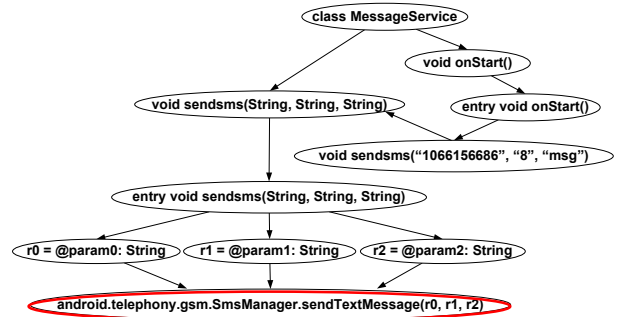 class MessageService
void onStart()
void sendsms(String, String, String)
entry void onStart()
void sendsms(“1066156686”, “8”, “msg”)
entry void sendsms(String, String, String)
r0 = @param0: String
r1 = @param1: String
r2 = @param2: String
android.telephony.gsm.SmsManager.sendTextMessage(r0, r1, r2)